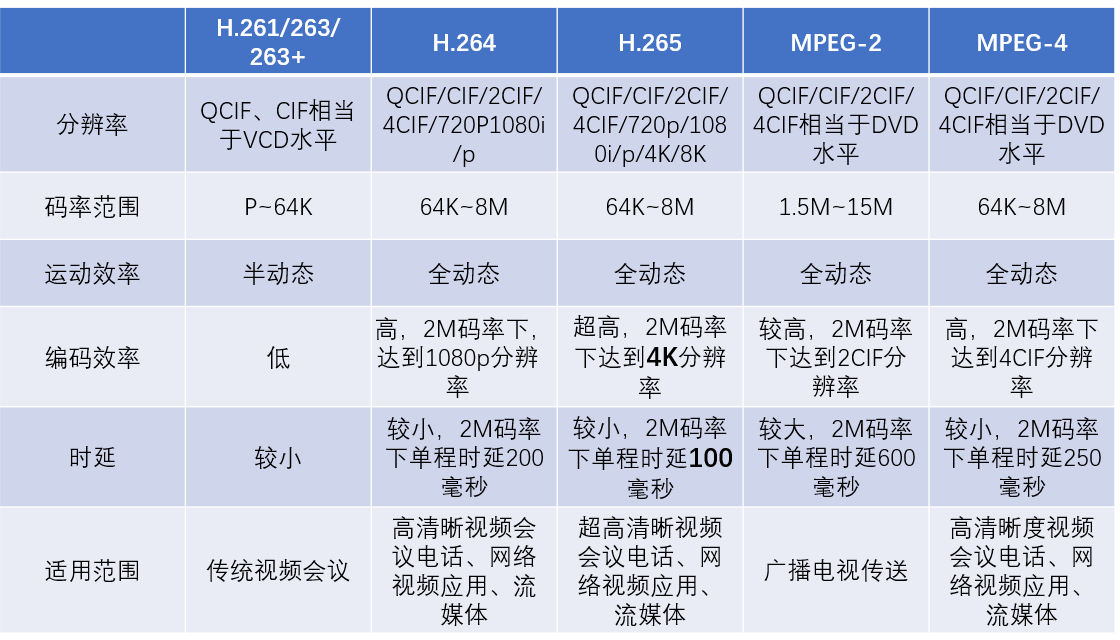 H.261/263/
263+
H.264
H.265
MPEG-2
MPEG-4
分辨率
QCIF、CIF相当
于VCD水平
QCIF/CIF/2CIF/
4CIF/720P1080i
/p
QCIF/CIF/2CIF/
4CIF/720p/108
0i/p/4K/8K
QCIF/CIF/2CIF/
4CIF相当于DVD
水平
QCIF/CIF/2CIF/
4CIF相当于DVD
水平
码率范围
P~64K
64K~8M
64K~8M
1.5M~15M
64K~8M
运动效率
半动态
全动态
全动态
全动态
全动态
编码效率
低
高，2M码率下，
达到1080p分辨
率
超高，2M码率
下达到4K分辨
率
较高，2M码率
下达到2CIF分
辨率
高，2M码率下
达到4CIF分辨
率
时延
较小
较小，2M码率
下单程时延200
毫秒
较小，2M码率
下单程时延100
毫秒
较大，2M码率
下单程时延600
毫秒
较小，2M码率
下单程时延250
毫秒
适用范围
传统视频会议
高清晰视频会
议电话、网络
视频应用、流
媒体
超高清晰视频
会议电话、网
络视频应用、
流媒体
广播电视传送
高清晰度视频
会议电话、网
络视频应用、
流媒体